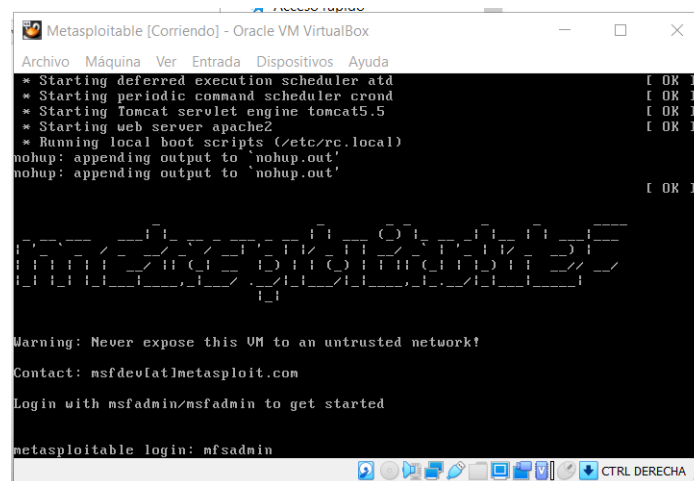 Acceso rápido
Metasploitable [Corriendo] - Oracle VM VirtualBox
Archivo Máquina Ver Entrada Dispositivos Ayuda
* Starting deferred execution scheduler atd [ OK ]
* Starting periodic command scheduler crond [ OK ]
* Starting Tomcat servlet engine tomcat5.5 [ OK ]
* Starting web server apache2 [ OK ]
* Running local boot scripts (/etc/rc.local)
nohup: appending output to `nohup.out'
nohup: appending output to `nohup.out'
[ OK ]
metasploitable2
Warning: Never expose this VM to an untrusted network!
Contact: msfdev[at]metasploit.com
Login with msfadmin/msfadmin to get started
metasploitable login: mfsadmin
CTRL DERECHA